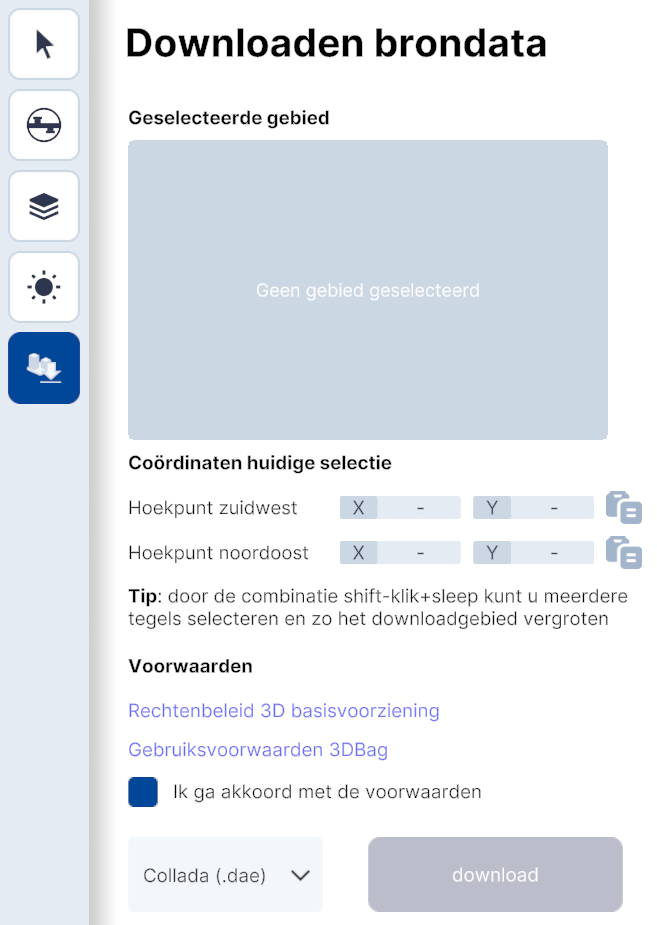 Downloaden brondata
Geselecteerde gebied
Geen gebied geselecteerd
Coördinaten huidige selectie
Hoekpunt zuidwest X - Y -
Hoekpunt noordoost X - Y -
Tip: door de combinatie shift-klik+sleep kunt u meerdere
tegels selecteren en zo het downloadgebied vergroten
Voorwaarden
Rechtenbeleid 3D basisvoorziening
Gebruiksvoorwaarden 3DBag
Ik ga akkoord met de voorwaarden
Collada (.dae) download